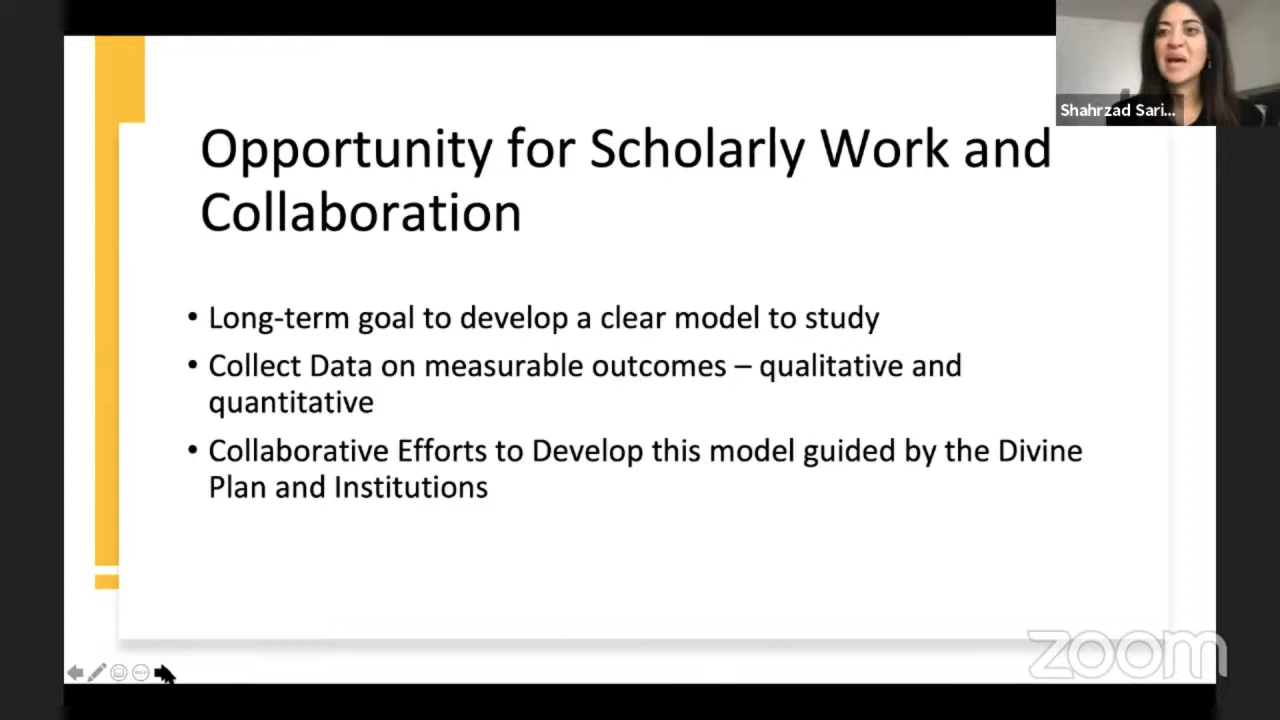 Shahrzad Sari...
Opportunity for Scholarly Work and
Collaboration
• Long-term goal to develop a clear model to study
• Collect Data on measurable outcomes – qualitative and
quantitative
• Collaborative Efforts to Develop this model guided by the Divine
Plan and Institutions
zoom